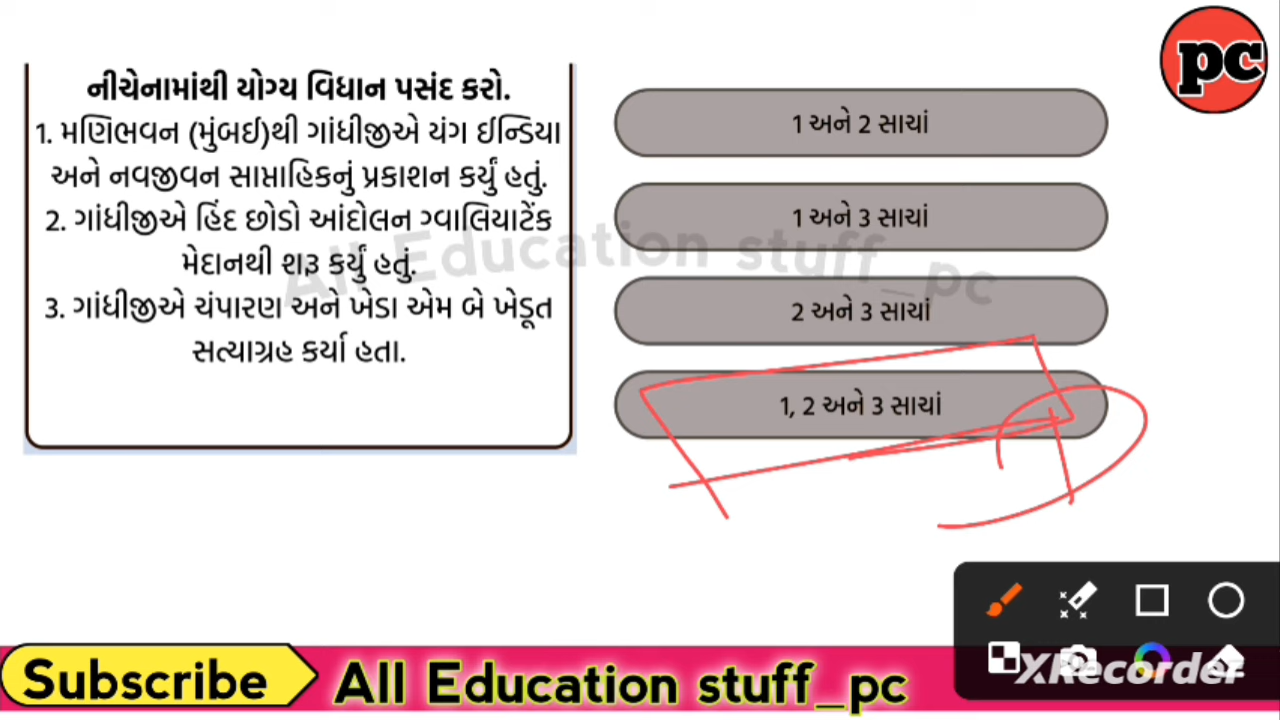 pc
નીચેનામાંથી યોગ્ય વિધાન પસંદ કરો.
1. મણિભવન (મુંબઈ)થી ગાંધીજીએ યંગ ઈન્ડિયા
અને નવજીવન સાપ્તાહિકનું પ્રકાશન કર્યું હતું.
2. ગાંધીજીએ હિંદ છોડો આંદોલન ગ્વાલિયાટેંક
મેદાનથી શરૂ કર્યું હતું.
3. ગાંધીજીએ ચંપારણ અને ખેડા એમ બે ખેડૂત
સત્યાગ્રહ કર્યા હતા.
1 અને 2 સાચાં
1 અને 3 સાચાં
2 અને 3 સાચાં
1, 2 અને 3 સાચાં
All Education stuff_pc
Subscribe
All Education stuff_pc
XRecorder